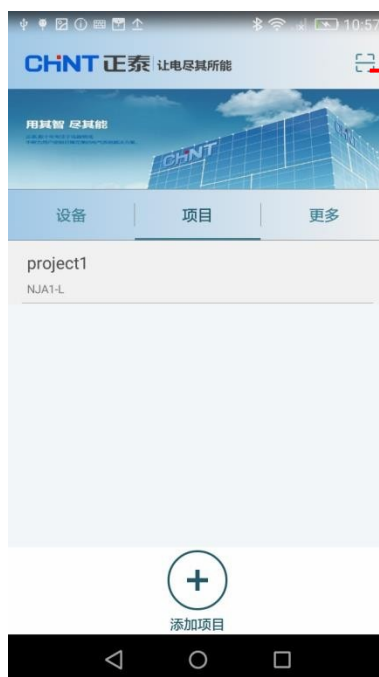 10:57
CHNT 正泰 让电尽其所能
用其智 尽其能
CHNT
设备 项目 更多
project1
NJA1-L
添加项目